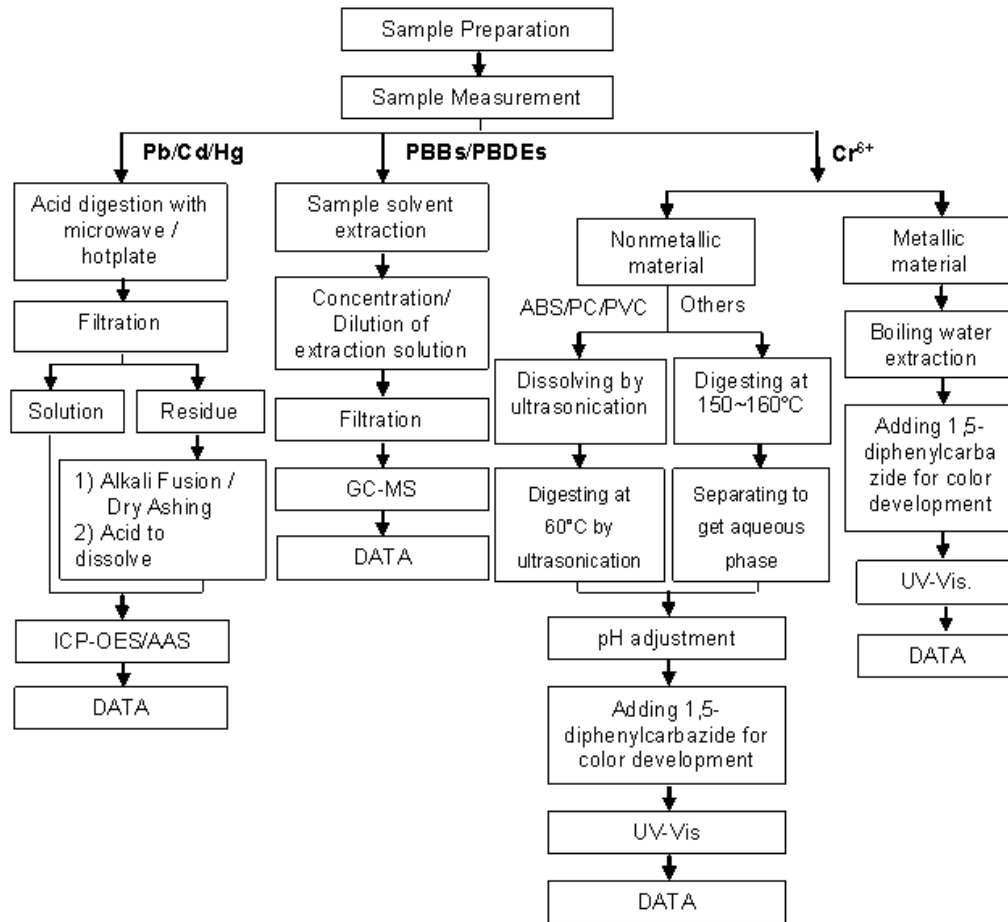 Sample Preparation
Sample Measurement
Pb/Cd/Hg
PBBs/PBDEs
Cr⁶⁺
Acid digestion with
microwave /
hotplate
Filtration
Solution
Residue
1) Alkali Fusion /
Dry Ashing
2) Acid to
dissolve
ICP-OES/AAS
DATA
Sample solvent
extraction
Concentration/
Dilution of
extraction solution
Filtration
GC-MS
DATA
Nonmetallic
material
ABS/PC/PVC
Others
Dissolving by
ultrasonication
Digesting at
60°C by
ultrasonication
Digesting at
150~160°C
Separating to
get aqueous
phase
pH adjustment
Adding 1,5-
diphenylcarbazide for
color development
UV-Vis
DATA
Metallic
material
Boiling water
extraction
Adding 1,5-
diphenylcarba
zide for color
development
UV-Vis.
DATA